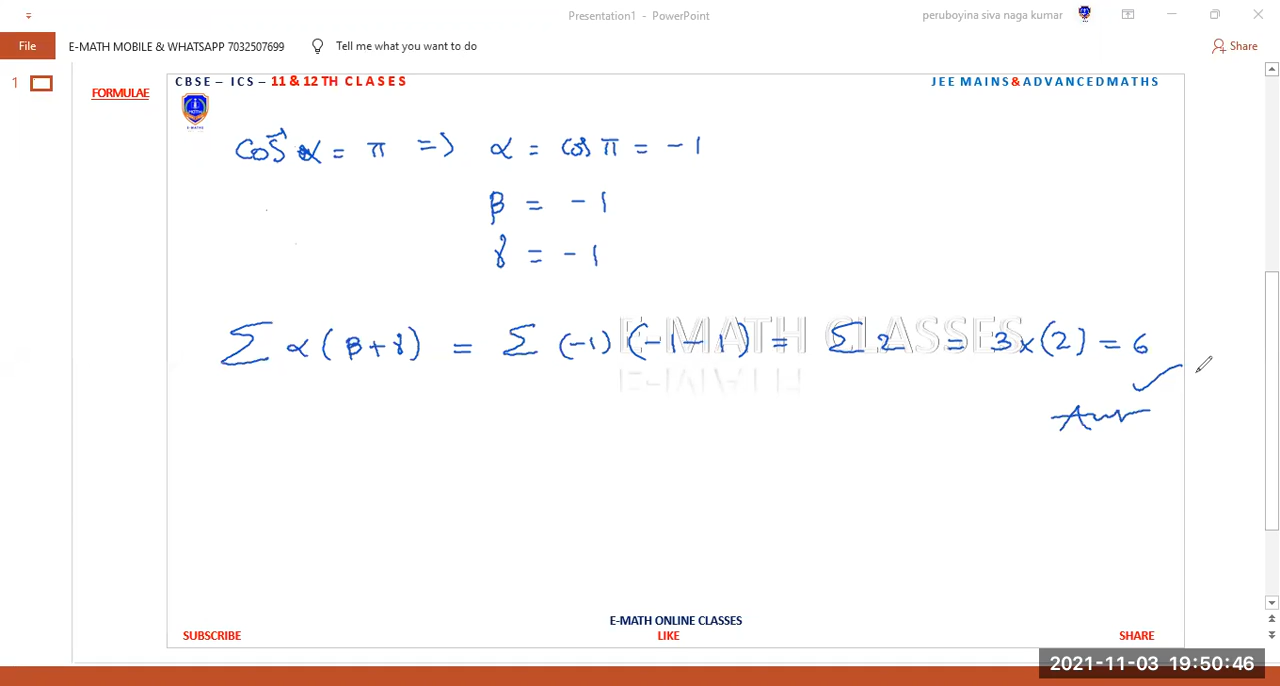 Presentation1 - PowerPoint
peruboyina siva naga kumar
File
E-MATH MOBILE & WHATSAPP 7032507699
Tell me what you want to do
Share
1
FORMULAE
CBSE – ICS – 11 & 12 TH CLASES
JEE MAINS&ADVANCEDMATHS
cos⁻¹ α = π => α = cos π = -1
β = -1
γ = -1
Σ α(β+γ) = Σ (-1)(-1-1) = Σ 2 = 3×(2) = 6
E-MATH CLASSES
E-MATH ONLINE CLASSES
SUBSCRIBE
LIKE
SHARE
2021-11-03 19:50:46